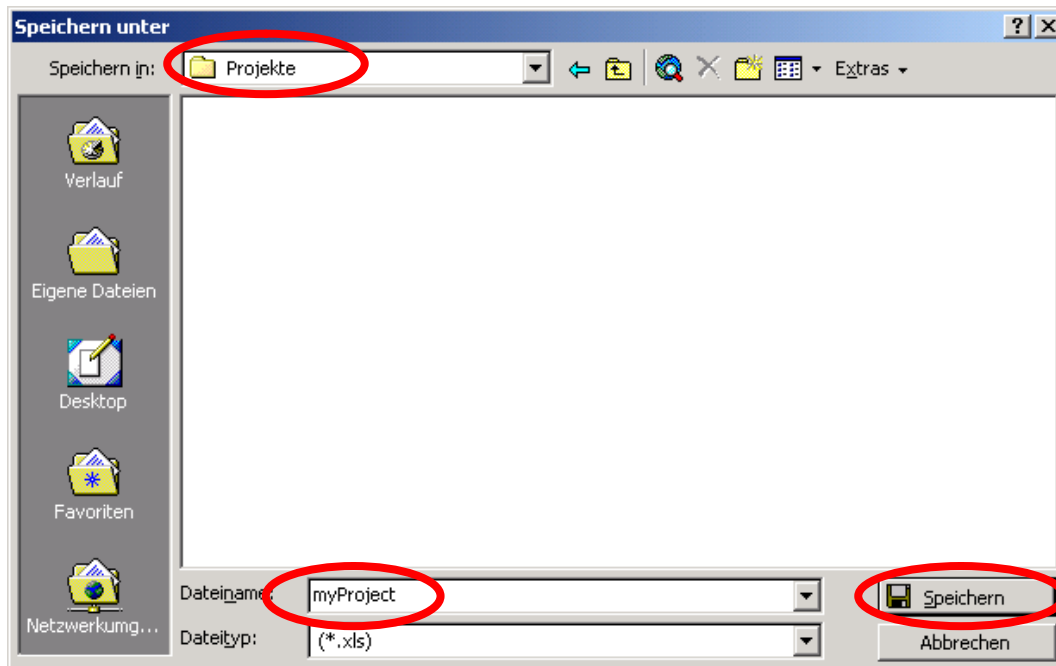 Speichern unter
Speichern in: Projekte Extras
Verlauf
Eigene Dateien
Desktop
Favoriten
Netzwerkumg...
Dateiname: myProject Speichern
Dateityp: (*.xls) Abbrechen